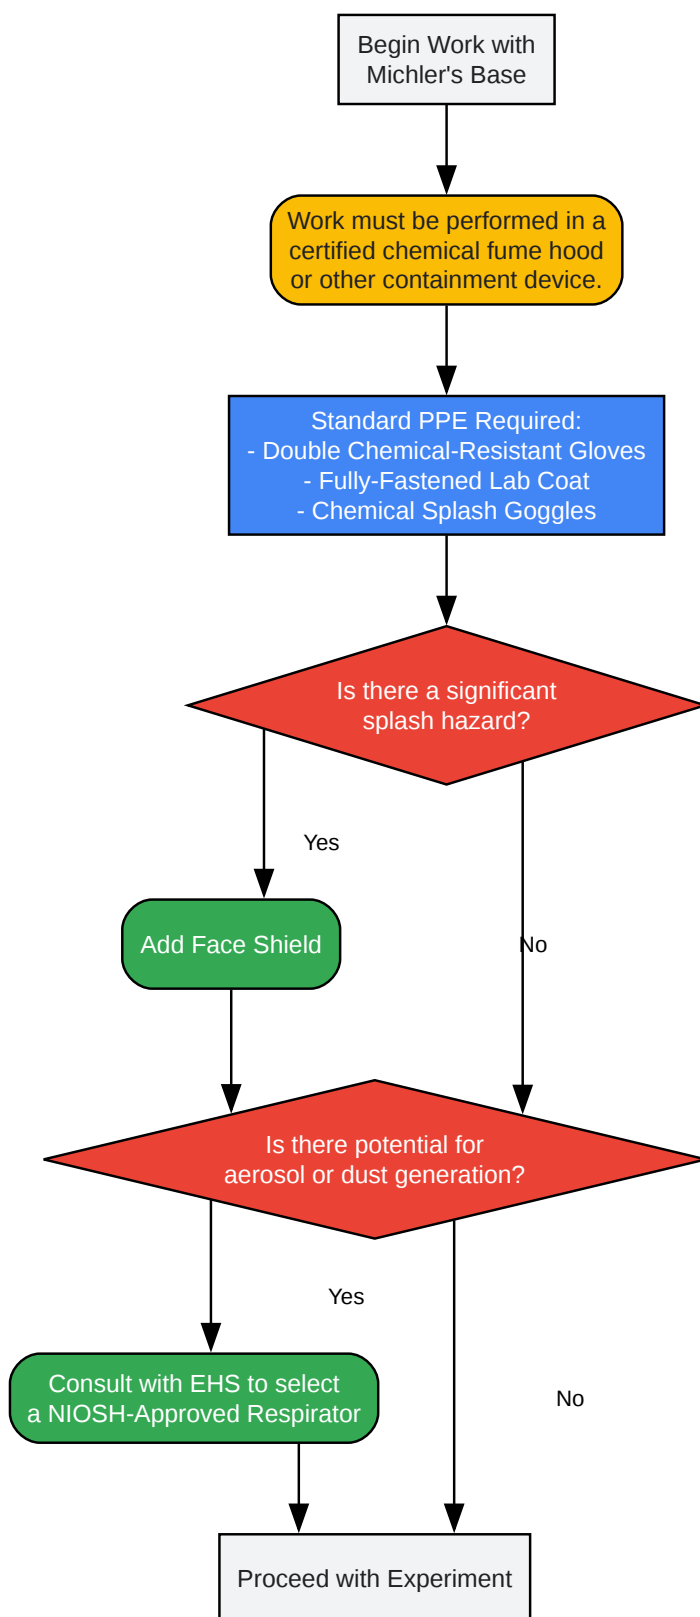 Begin Work with
Michler's Base
Work must be performed in a
certified chemical fume hood
or other containment device.
Standard PPE Required:
- Double Chemical-Resistant Gloves
- Fully-Fastened Lab Coat
- Chemical Splash Goggles
Is there a significant
splash hazard?
Yes
Add Face Shield
No
Is there potential for
aerosol or dust generation?
Yes
Consult with EHS to select
a NIOSH-Approved Respirator
No
Proceed with Experiment